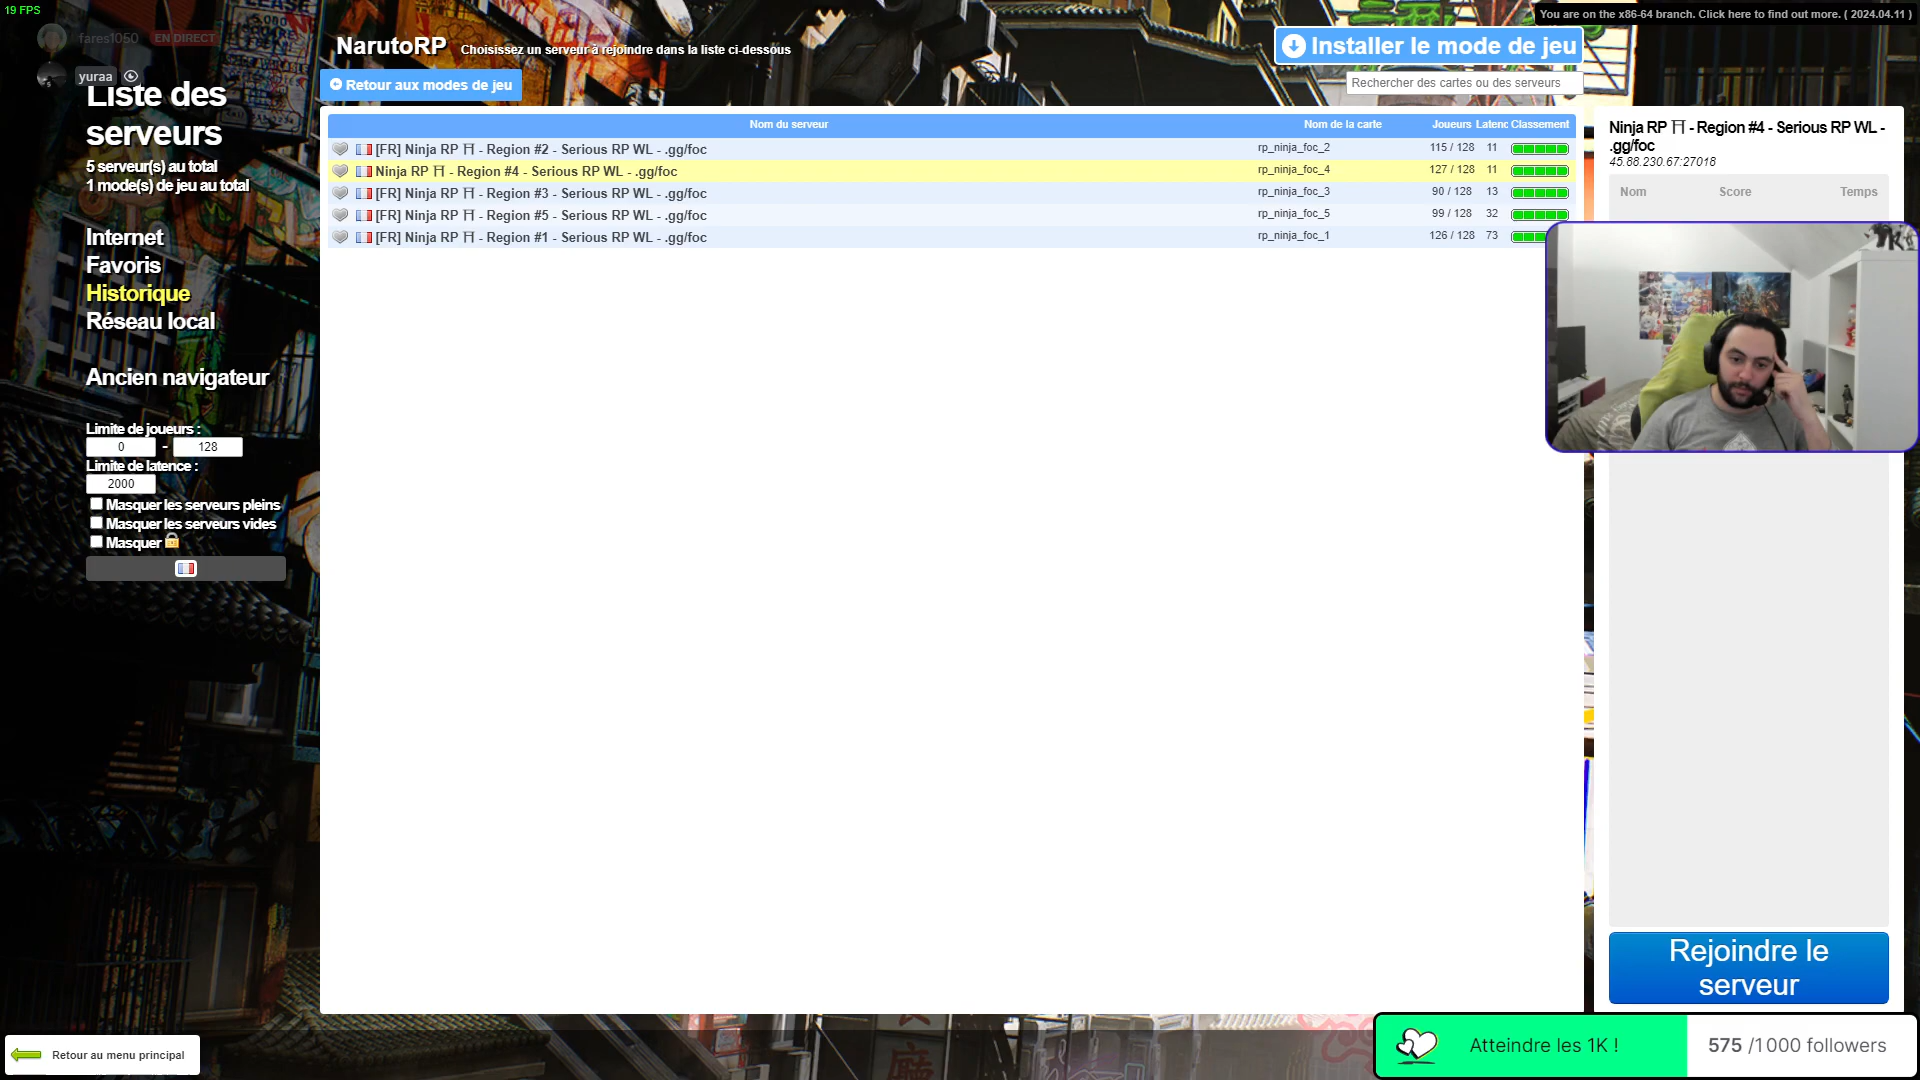 19 FPS
You are on the x86-64 branch. Click here to find out more. ( 2024.04.11 )
fares1050 EN DIRECT
yuraa
NarutoRP Choisissez un serveur à rejoindre dans la liste ci-dessous
Installer le mode de jeu
Retour aux modes de jeu
Rechercher des cartes ou des serveurs
Liste des
serveurs
5 serveur(s) au total
1 mode(s) de jeu au total
Internet
Favoris
Historique
Réseau local
Ancien navigateur
Limite de joueurs :
0 - 128
Limite de latence :
2000
Masquer les serveurs pleins
Masquer les serveurs vides
Masquer
Nom du serveur Nom de la carte Joueurs Latenc Classement
[FR] Ninja RP ⛩ - Region #2 - Serious RP WL - .gg/foc rp_ninja_foc_2 115 / 128 11
Ninja RP ⛩ - Region #4 - Serious RP WL - .gg/foc rp_ninja_foc_4 127 / 128 11
[FR] Ninja RP ⛩ - Region #3 - Serious RP WL - .gg/foc rp_ninja_foc_3 90 / 128 13
[FR] Ninja RP ⛩ - Region #5 - Serious RP WL - .gg/foc rp_ninja_foc_5 99 / 128 32
[FR] Ninja RP ⛩ - Region #1 - Serious RP WL - .gg/foc rp_ninja_foc_1 126 / 128 73
Ninja RP ⛩ - Region #4 - Serious RP WL -
.gg/foc
45.88.230.67:27018
Nom Score Temps
Rejoindre le
serveur
Retour au menu principal
Atteindre les 1K !
575 /1000 followers